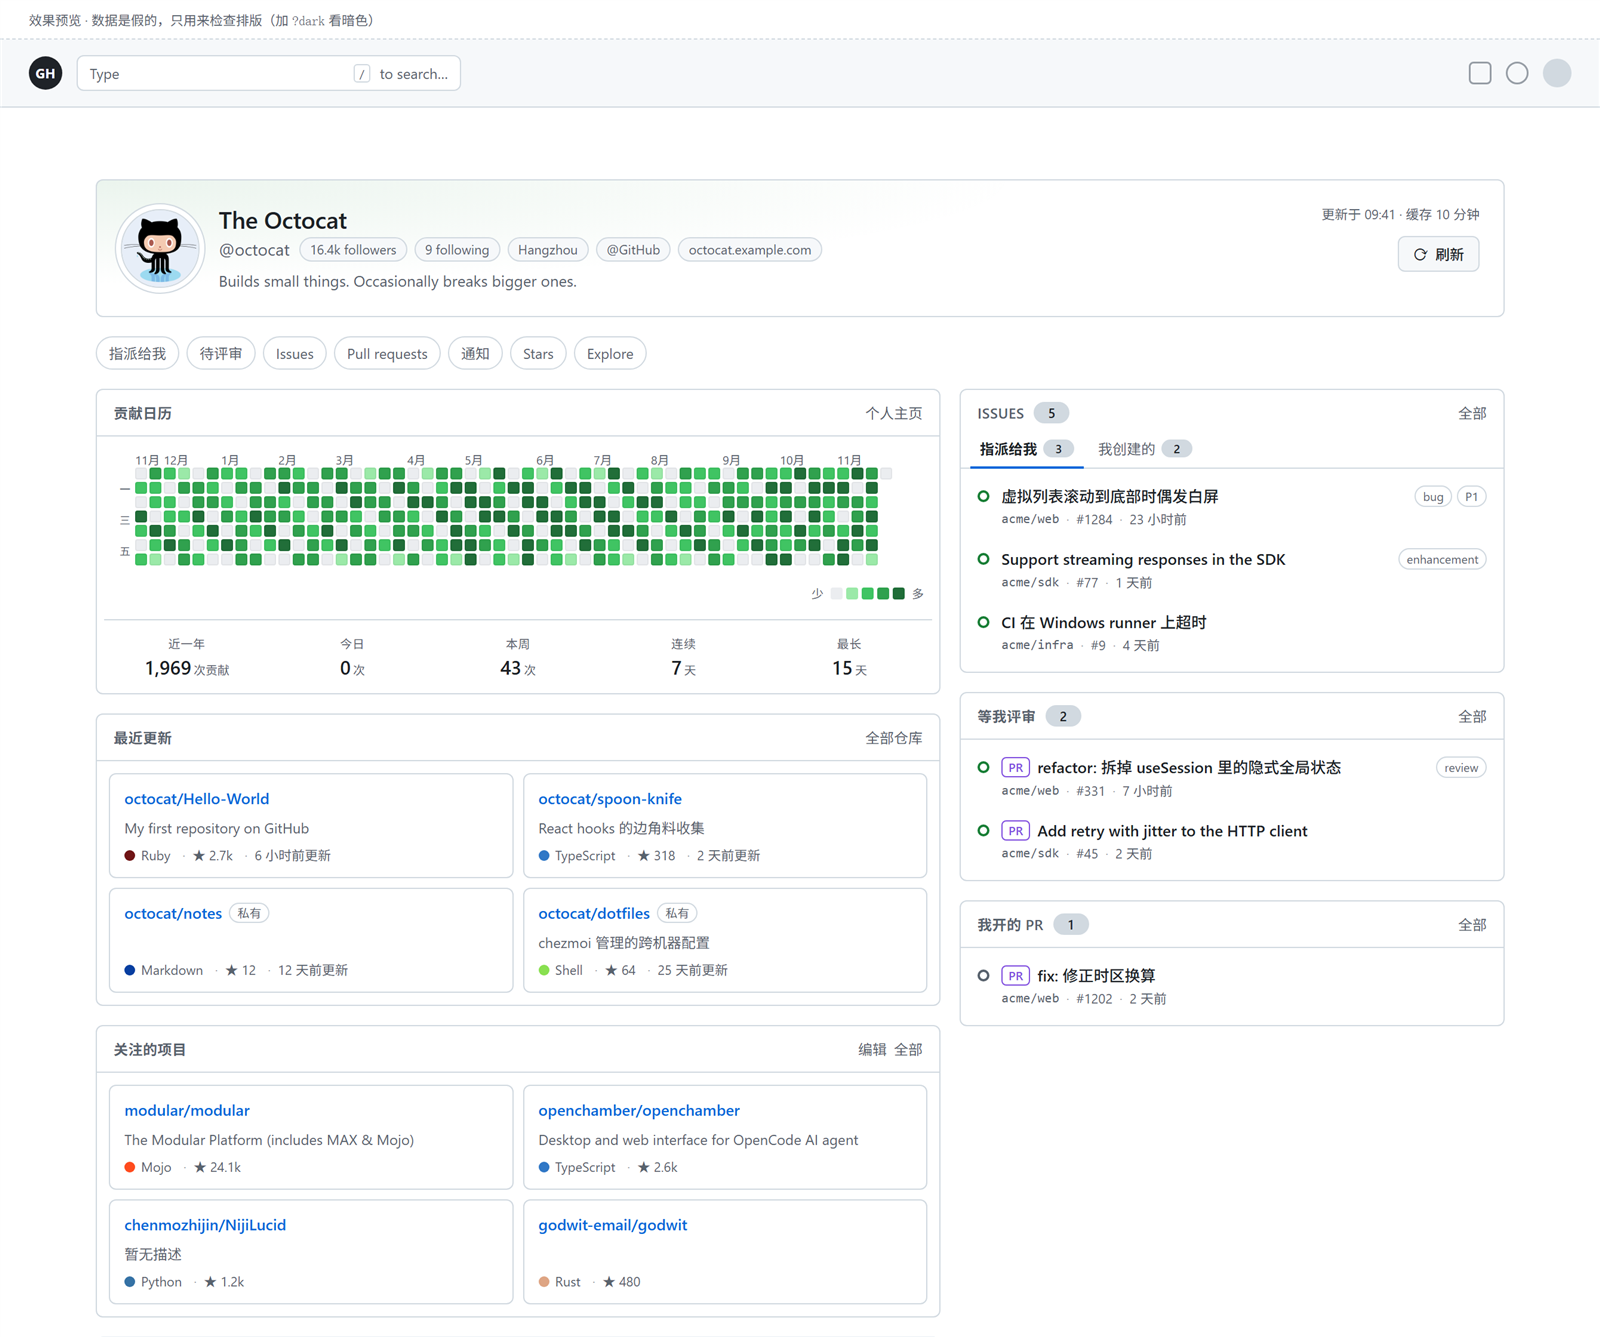 效果预览 · 数据是假的，只用来检查排版（加 ?dark 看暗色）
GH
Type / to search...
The Octocat
@octocat 16.4k followers 9 following Hangzhou @GitHub octocat.example.com
Builds small things. Occasionally breaks bigger ones.
更新于 09:41 · 缓存 10 分钟
刷新
指派给我 待评审 Issues Pull requests 通知 Stars Explore
贡献日历 个人主页
11月 12月 1月 2月 3月 4月 5月 6月 7月 8月 9月 10月 11月
一
三
五
少 多
近一年 今日 本周 连续 最长
1,969 次贡献 0 次 43 次 7 天 15 天
最近更新 全部仓库
octocat/Hello-World
My first repository on GitHub
Ruby · ★ 2.7k · 6 小时前更新
octocat/spoon-knife
React hooks 的边角料收集
TypeScript · ★ 318 · 2 天前更新
octocat/notes 私有
Markdown · ★ 12 · 12 天前更新
octocat/dotfiles 私有
chezmoi 管理的跨机器配置
Shell · ★ 64 · 25 天前更新
关注的项目 编辑 全部
modular/modular
The Modular Platform (includes MAX & Mojo)
Mojo · ★ 24.1k
openchamber/openchamber
Desktop and web interface for OpenCode AI agent
TypeScript · ★ 2.6k
chenmozhijin/NijiLucid
暂无描述
Python · ★ 1.2k
godwit-email/godwit
Rust · ★ 480
ISSUES 5 全部
指派给我 3 我创建的 2
虚拟列表滚动到底部时偶发白屏 bug P1
acme/web · #1284 · 23 小时前
Support streaming responses in the SDK enhancement
acme/sdk · #77 · 1 天前
CI 在 Windows runner 上超时
acme/infra · #9 · 4 天前
等我评审 2 全部
PR refactor: 拆掉 useSession 里的隐式全局状态 review
acme/web · #331 · 7 小时前
PR Add retry with jitter to the HTTP client
acme/sdk · #45 · 2 天前
我开的 PR 1 全部
PR fix: 修正时区换算
acme/web · #1202 · 2 天前